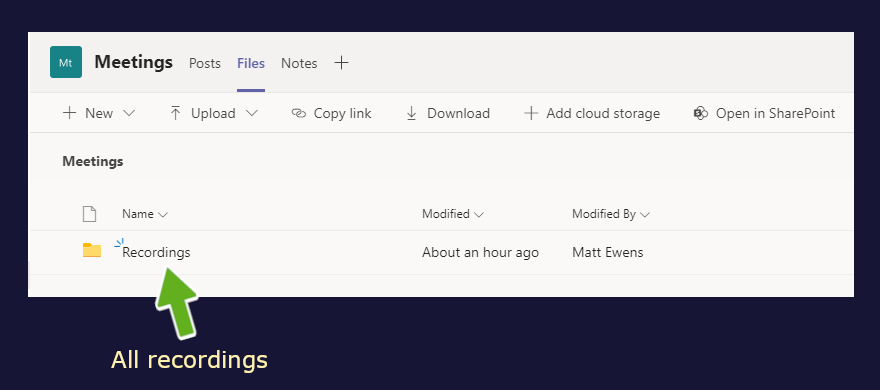 Mt Meetings Posts Files Notes
New Upload Copy link Download Add cloud storage Open in SharePoint
Meetings
Name Modified Modified By
Recordings About an hour ago Matt Ewens
All recordings